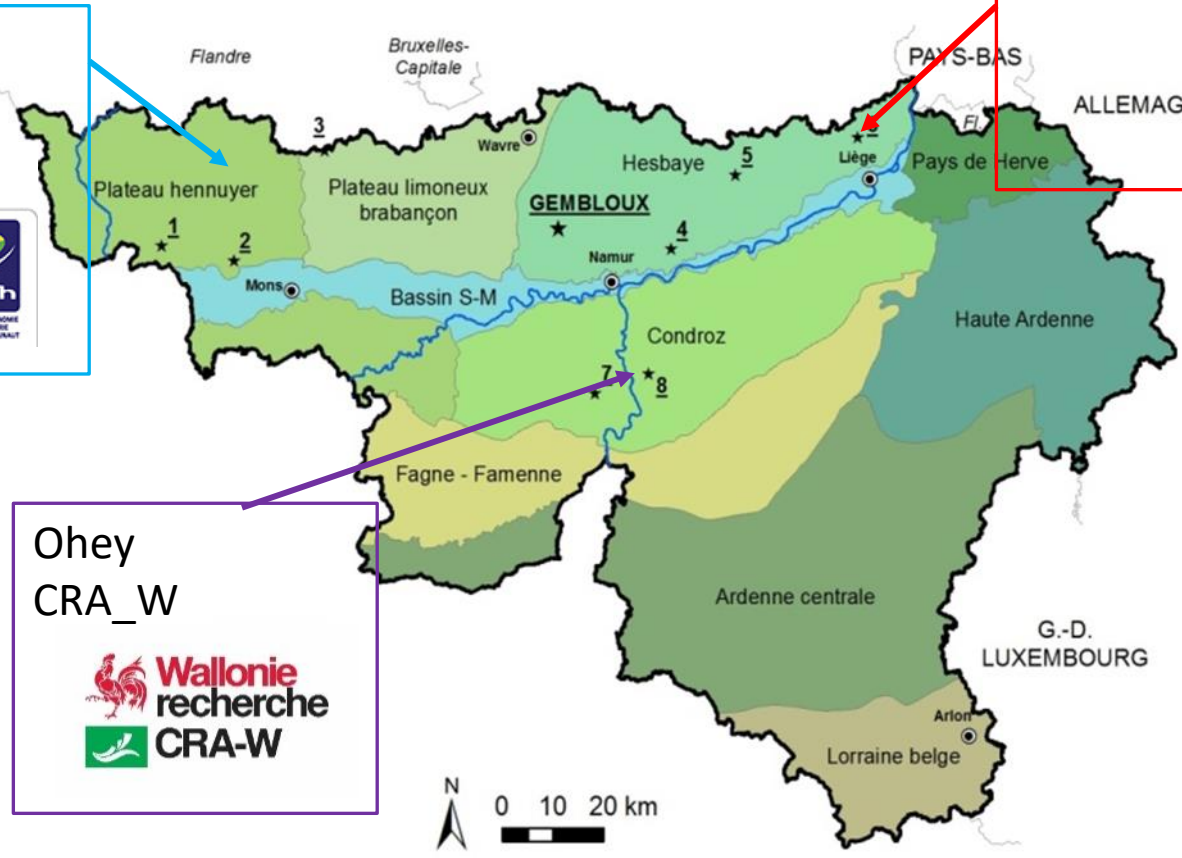 Flandre
Bruxelles-
Capitale
PAYS-BAS
ALLEMAG
Fl.
3
Wavre
Hesbaye
5
Liège
Pays de Herve
Plateau hennuyer
Plateau limoneux
brabançon
GEMBLOUX
1
2
4
Namur
Mons
Bassin S-M
Condroz
Haute Ardenne
7
8
Fagne - Famenne
Ohey
CRA_W
Wallonie
recherche
CRA-W
Ardenne centrale
G.-D.
LUXEMBOURG
Arlon
Lorraine belge
N
0 10 20 km